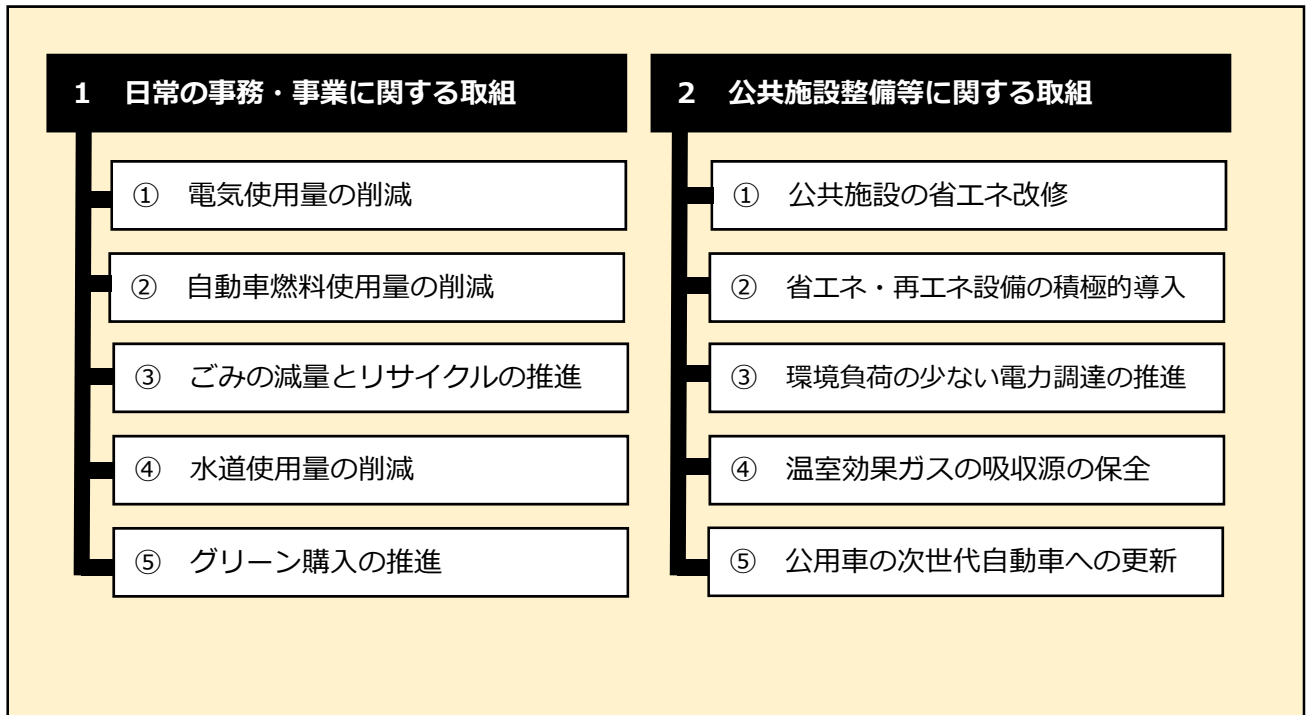 1 日常の事務・事業に関する取組
① 電気使用量の削減
② 自動車燃料使用量の削減
③ ごみの減量とリサイクルの推進
④ 水道使用量の削減
⑤ グリーン購入の推進
2 公共施設整備等に関する取組
① 公共施設の省エネ改修
② 省エネ・再エネ設備の積極的導入
③ 環境負荷の少ない電力調達の推進
④ 温室効果ガスの吸収源の保全
⑤ 公用車の次世代自動車への更新